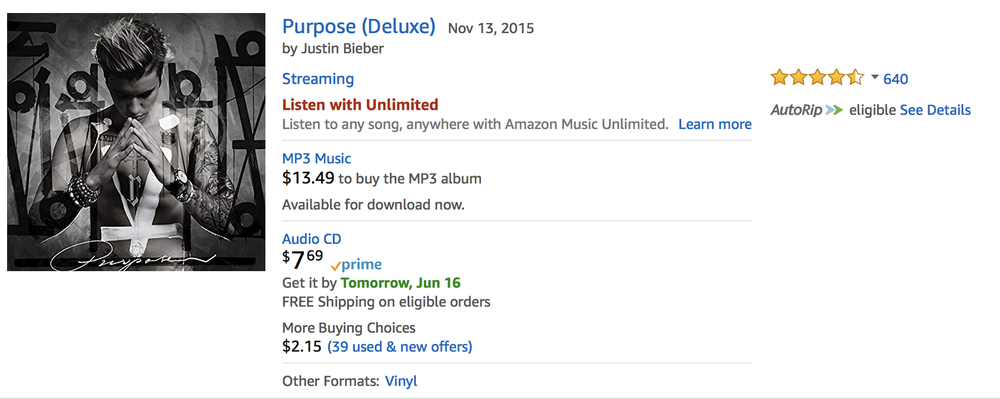 Purpose (Deluxe) Nov 13, 2015
by Justin Bieber
Streaming
Listen with Unlimited
Listen to any song, anywhere with Amazon Music Unlimited. Learn more
MP3 Music
$13.49 to buy the MP3 album
Available for download now.
Audio CD
$7 69 prime
Get it by Tomorrow, Jun 16
FREE Shipping on eligible orders
More Buying Choices
$2.15 (39 used & new offers)
Other Formats: Vinyl
640
AutoRip eligible See Details
Purpose